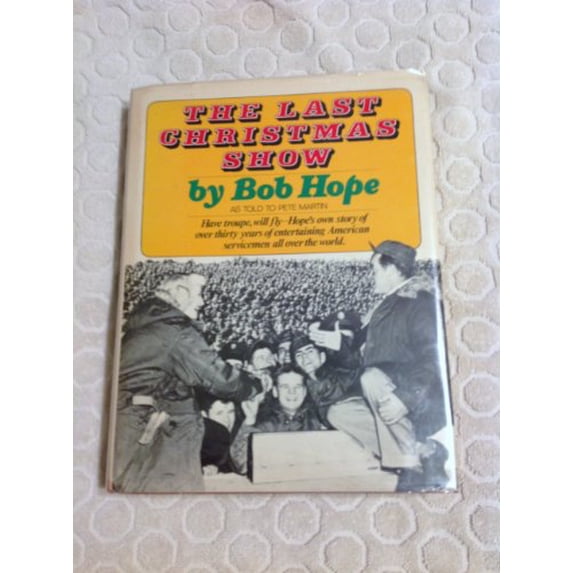 THE LAST
CHRISTMAS
SHOW
by Bob Hope
AS TOLD TO PETE MARTIN
Have troupe, will fly—Hope's own story of
over thirty years of entertaining American
servicemen all over the world.